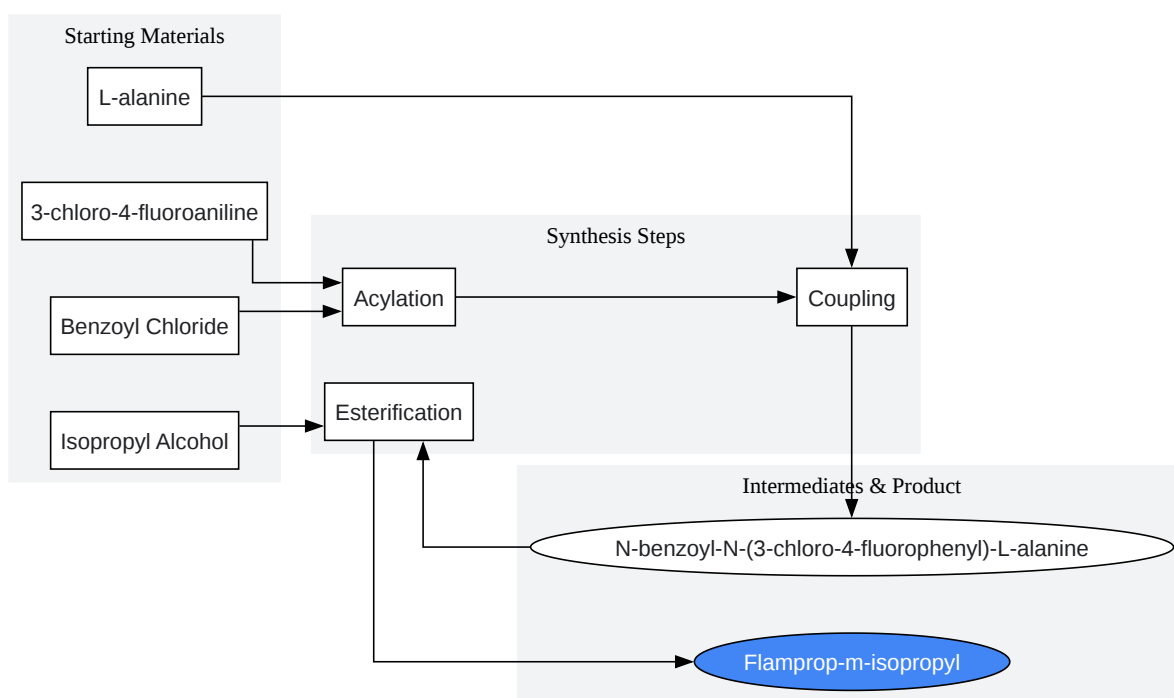 Starting Materials
L-alanine
3-chloro-4-fluoroaniline
Synthesis Steps
Acylation
Coupling
Benzoyl Chloride
Esterification
Isopropyl Alcohol
Intermediates & Product
N-benzoyl-N-(3-chloro-4-fluorophenyl)-L-alanine
Flamprop-m-isopropyl